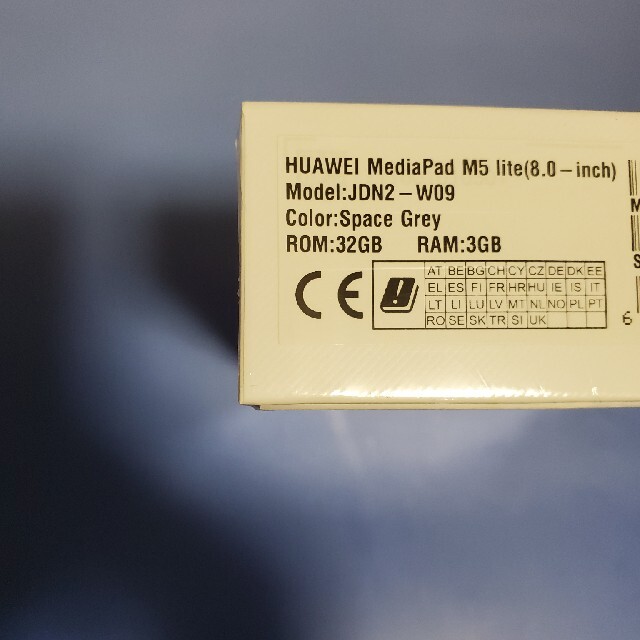 HUAWEI MediaPad M5 lite(8.0-inch)
Model:JDN2-W09
Color:Space Grey
ROM:32GB RAM:3GB
CE
AT BE BG CH CY CZ DE DK EE
EL ES FI FR HR HU IE IS IT
LT LI LU LV MT NL NO PL PT
RO SE SK TR SI UK
M
S
6